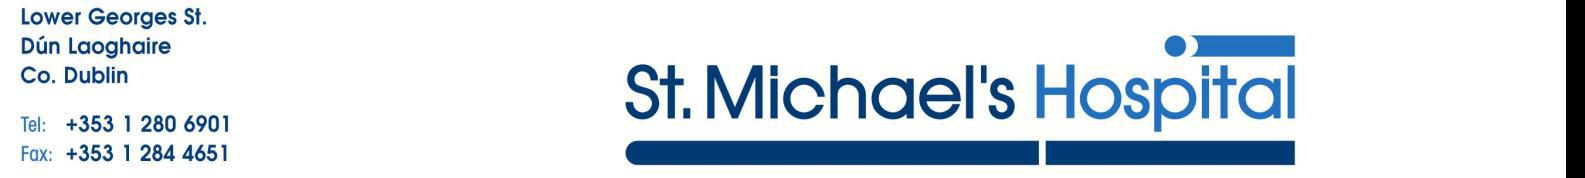 Lower Georges St.
Dún Laoghaire
Co. Dublin
Tel: +353 1 280 6901
Fax: +353 1 284 4651
St. Michael's Hospital